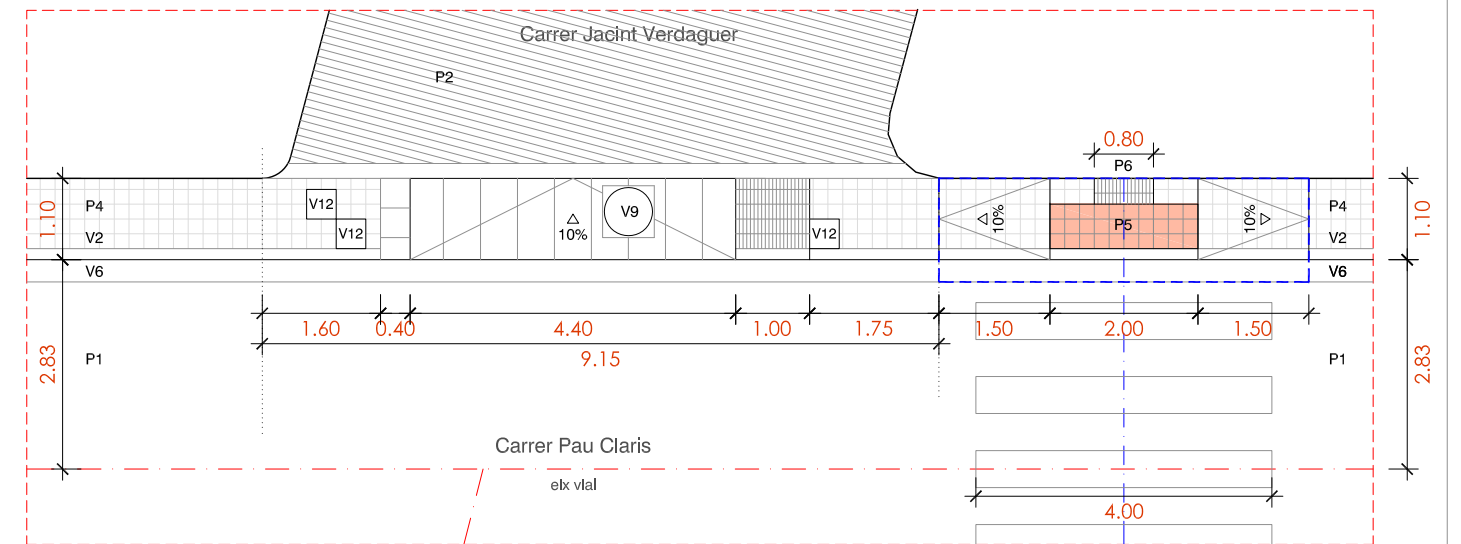 Carrer Jacint Verdaguer
P2
0.80
P6
V12
V12
V9
10%
V12
10%
P5
10%
P4
V2
V6
P4
V2
V6
1.10
1.10
1.60
0.40
4.40
1.00
1.75
1.50
2.00
1.50
9.15
P1
P1
2.83
2.83
Carrer Pau Claris
eix vial
4.00